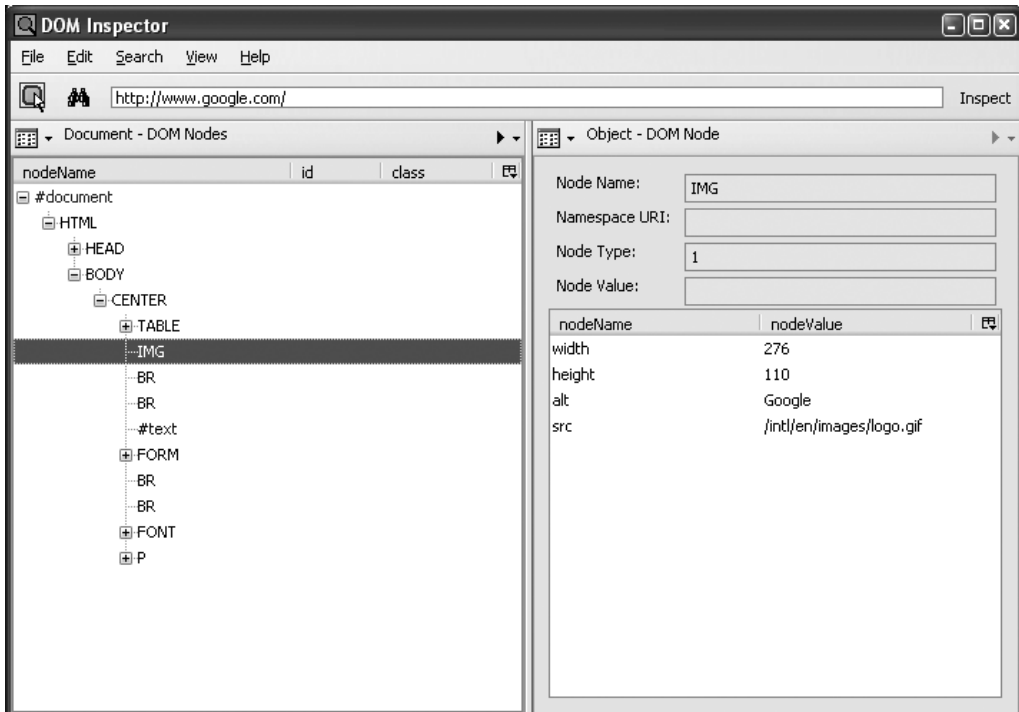 DOM Inspector
File Edit Search View Help
http://www.google.com/ Inspect
Document - DOM Nodes
nodeName id class
#document
HTML
HEAD
BODY
CENTER
TABLE
IMG
BR
BR
#text
FORM
BR
BR
FONT
P
Object - DOM Node
Node Name: IMG
Namespace URI:
Node Type: 1
Node Value:
nodeName nodeValue
width 276
height 110
alt Google
src /intl/en/images/logo.gif